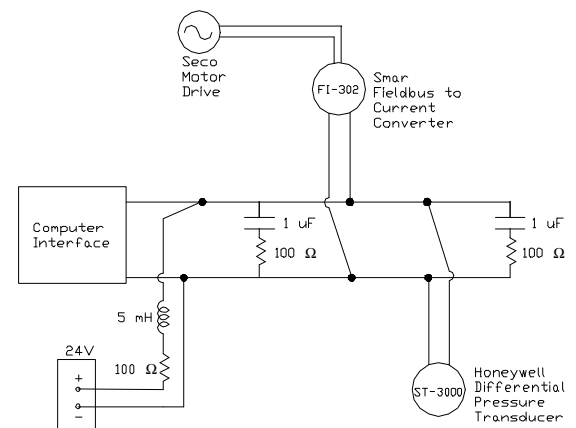 Seco
Motor
Drive
FI-302
Smar
Fieldbus to
Current
Converter
Computer
Interface
1 uF
100 Ω
1 uF
100 Ω
5 mH
24V
100 Ω
+
-
ST-3000
Honeywell
Differential
Pressure
Transducer